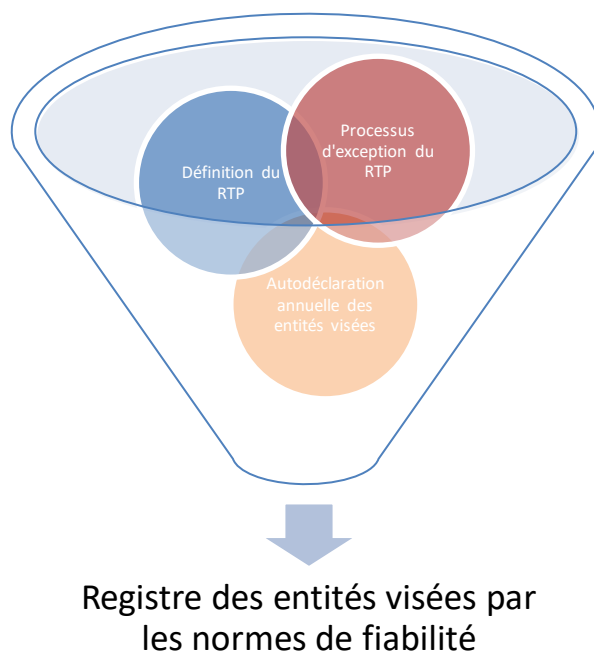 Processus
d'exception du
RTP
Définition du
RTP
Autodéclaration
annuelle des
entités visées
Registre des entités visées par
les normes de fiabilité